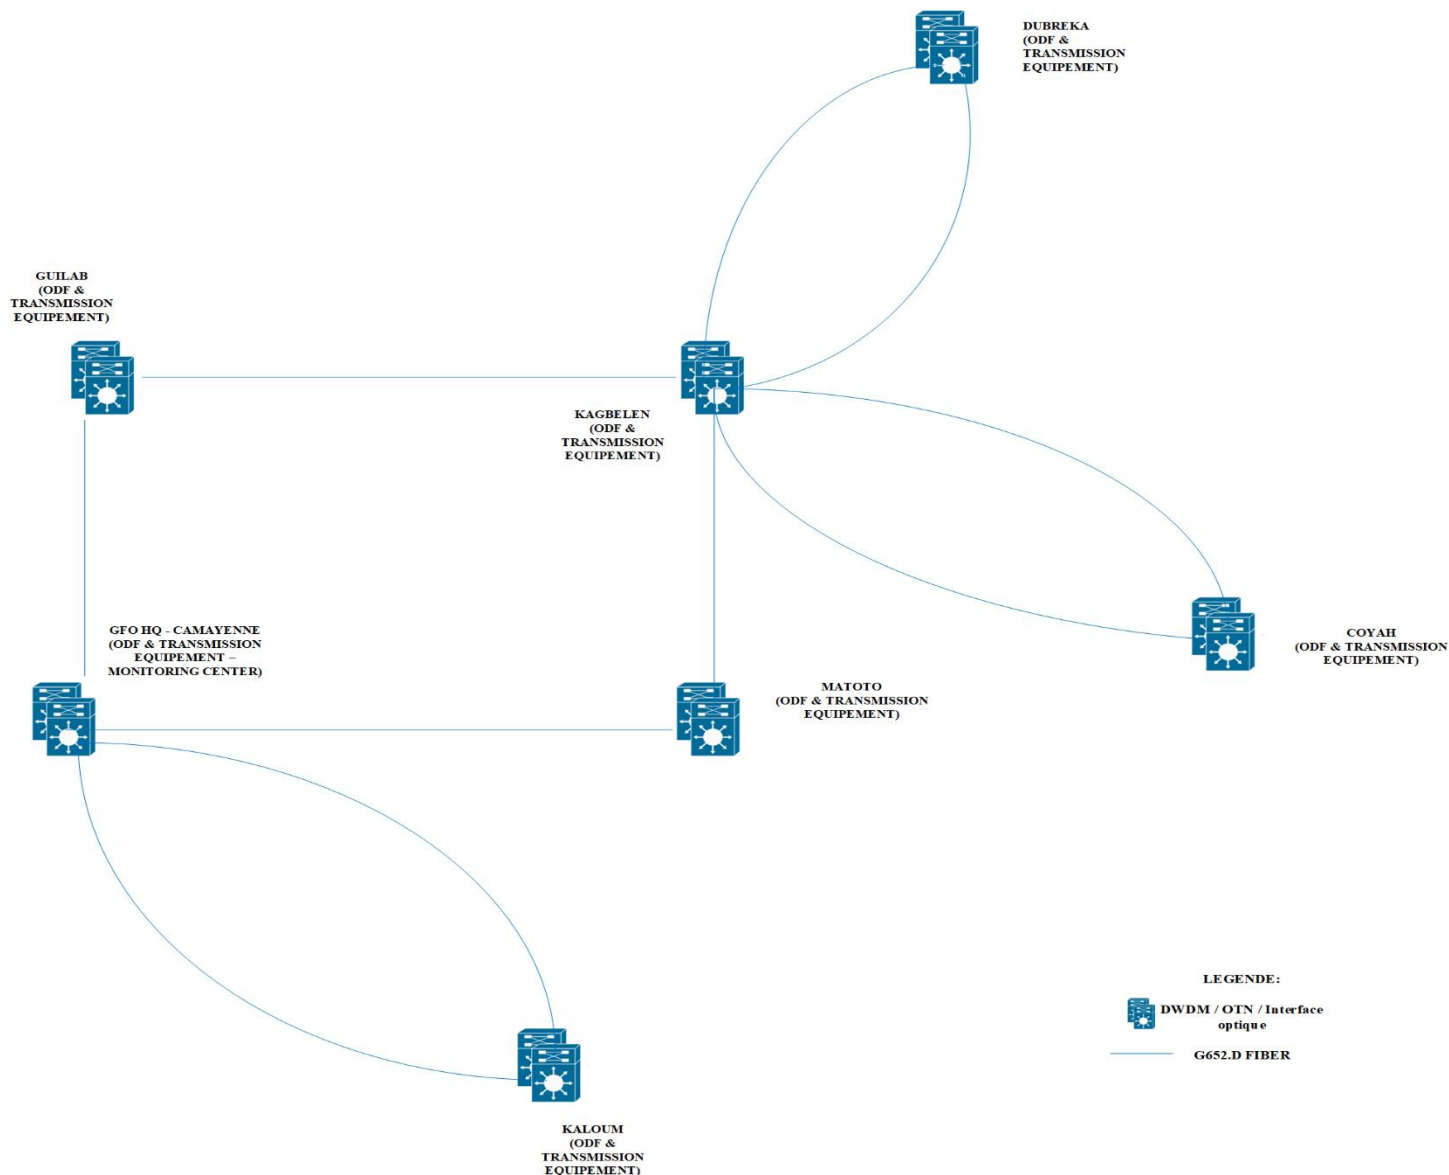 DUBREKA
(ODF &
TRANSMISSION
EQUIPEMENT)
GUILAB
(ODF &
TRANSMISSION
EQUIPEMENT)
KAGBELEN
(ODF &
TRANSMISSION
EQUIPEMENT)
GFO HQ - CAMAYENNE
(ODF & TRANSMISSION
EQUIPEMENT –
MONITORING CENTER)
COYAH
(ODF & TRANSMISSION
EQUIPEMENT)
MATOTO
(ODF & TRANSMISSION
EQUIPEMENT)
KALOUM
(ODF &
TRANSMISSION
EQUIPEMENT)
LEGENDE:
DWDM / OTN / Interface
optique
G652.D FIBER